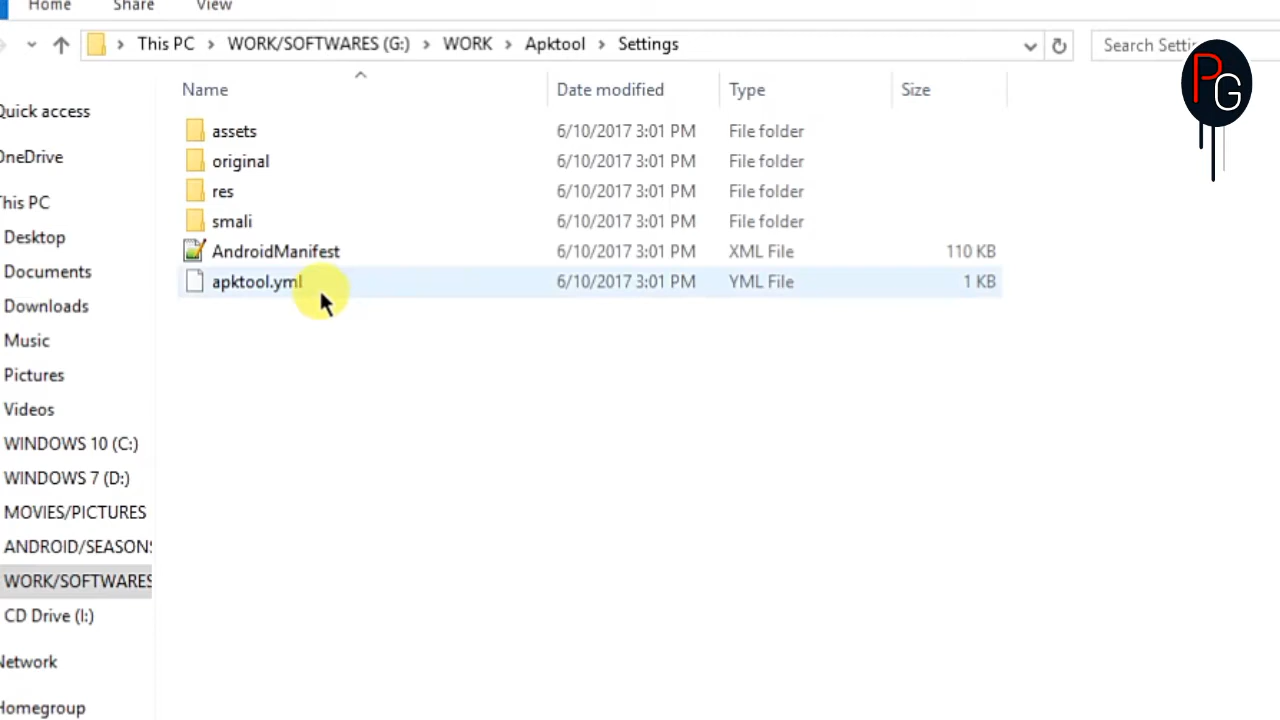 Home Share View
This PC > WORK/SOFTWARES (G:) > WORK > Apktool > Settings
Search Setti
PG
Name Date modified Type Size
assets 6/10/2017 3:01 PM File folder
original 6/10/2017 3:01 PM File folder
res 6/10/2017 3:01 PM File folder
smali 6/10/2017 3:01 PM File folder
AndroidManifest 6/10/2017 3:01 PM XML File 110 KB
apktool.yml 6/10/2017 3:01 PM YML File 1 KB
Quick access
OneDrive
This PC
Desktop
Documents
Downloads
Music
Pictures
Videos
WINDOWS 10 (C:)
WINDOWS 7 (D:)
MOVIES/PICTURES
ANDROID/SEASONS
WORK/SOFTWARES
CD Drive (I:)
Network
Homegroup